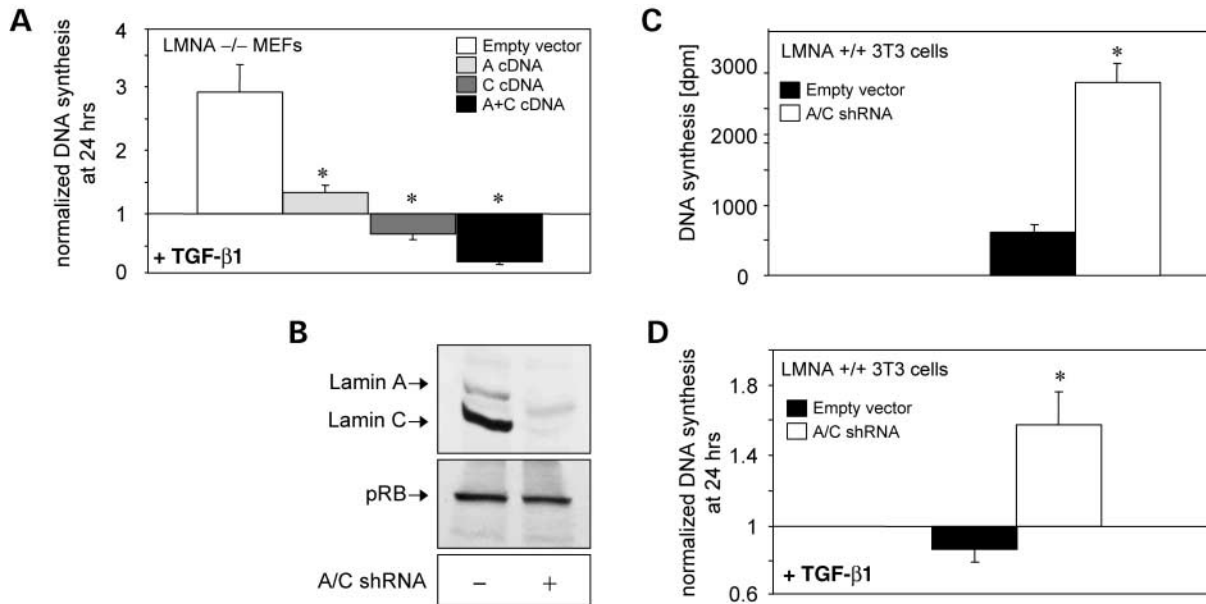 A
normalized DNA synthesis
at 24 hrs
4
3
2
1
0
LMNA –/– MEFs
Empty vector
A cDNA
C cDNA
A+C cDNA
*
*
*
+ TGF-β1
B
Lamin A→
Lamin C→
pRB→
A/C shRNA – +
C
DNA synthesis [dpm]
3000
2000
1000
0
LMNA +/+ 3T3 cells
Empty vector
A/C shRNA
*
D
normalized DNA synthesis
at 24 hrs
1.8
1.4
1
0.6
LMNA +/+ 3T3 cells
Empty vector
A/C shRNA
*
+ TGF-β1